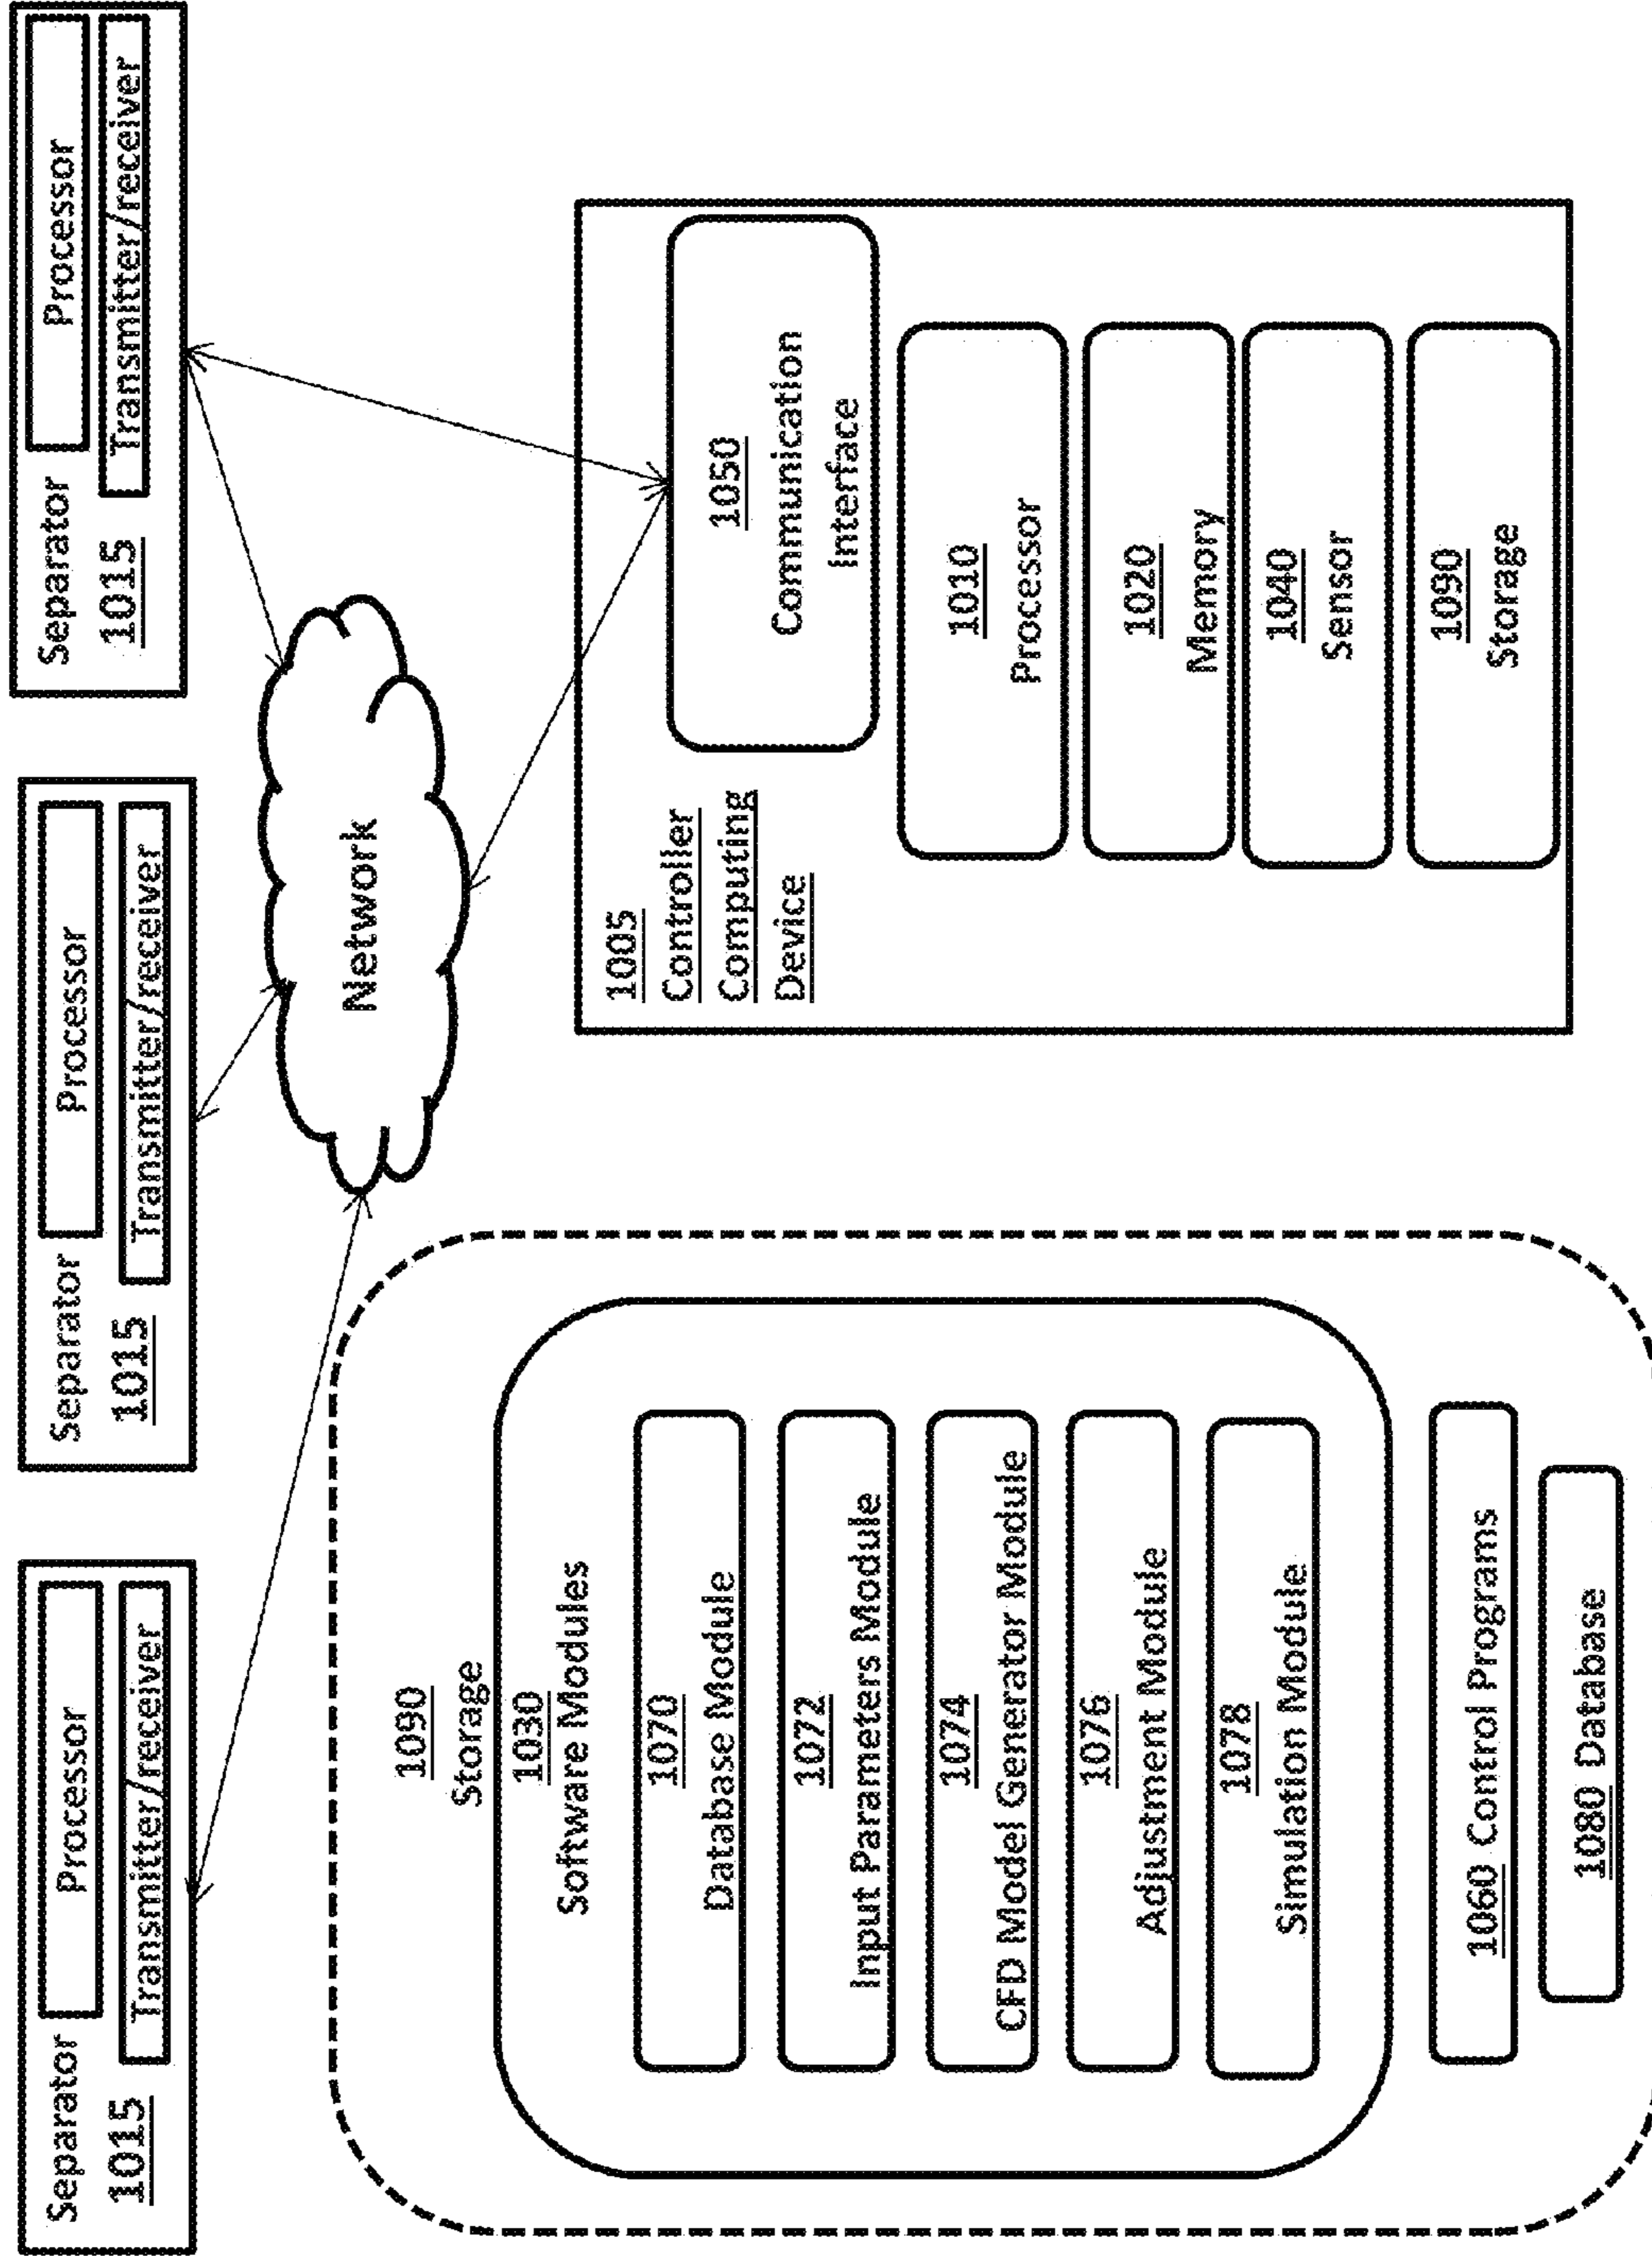 Separator
1015
Processor
Transmitter/receiver
Separator
1015
Processor
Transmitter/receiver
Separator
1015
Processor
Transmitter/receiver
Network
1090
Storage
1030
Software Modules
1070
Database Module
1072
Input Parameters Module
1074
CFD Model Generator Module
1076
Adjustment Module
1078
Simulation Module
1060 Control Programs
1080 Database
1005
Controller
Computing
Device
1050
Communication
Interface
1010
Processor
1020
Memory
1040
Sensor
1090
Storage